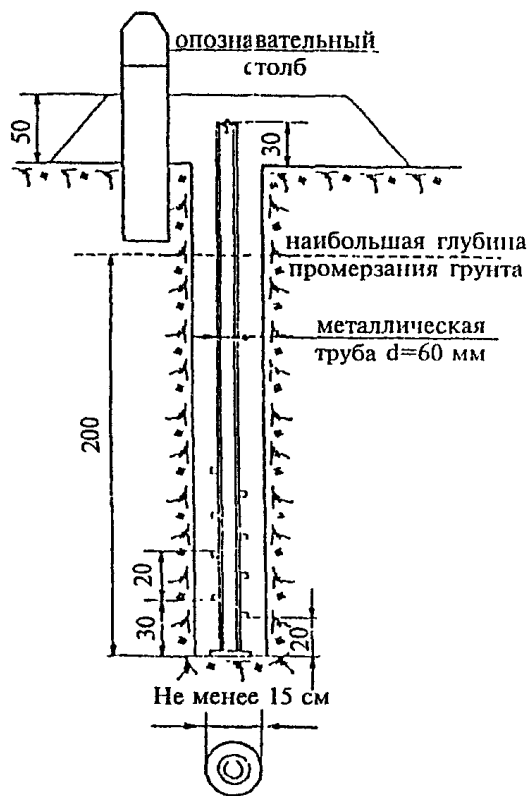 опознавательный
столб
50
30
наибольшая глубина
промерзания грунта
металлическая
труба d=60 мм
200
20
30
20
Не менее 15 см